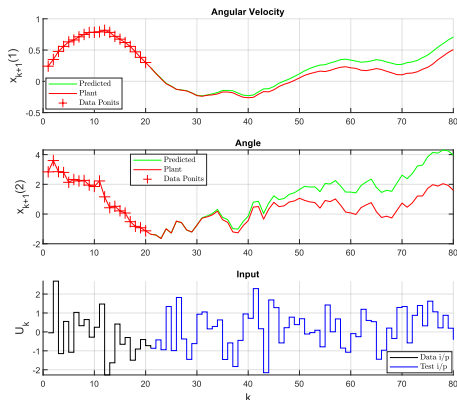 Angular Velocity
x_{k+1}(1)
1
0.5
0
-0.5
Predicted
Plant
Data Ponits
0 10 20 30 40 50 60 70 80
Angle
x_{k+1}(2)
4
2
0
-2
Predicted
Plant
Data Ponits
0 10 20 30 40 50 60 70 80
Input
U_k
2
1
0
-1
-2
Data i/p
Test i/p
0 10 20 30 40 50 60 70 80
k